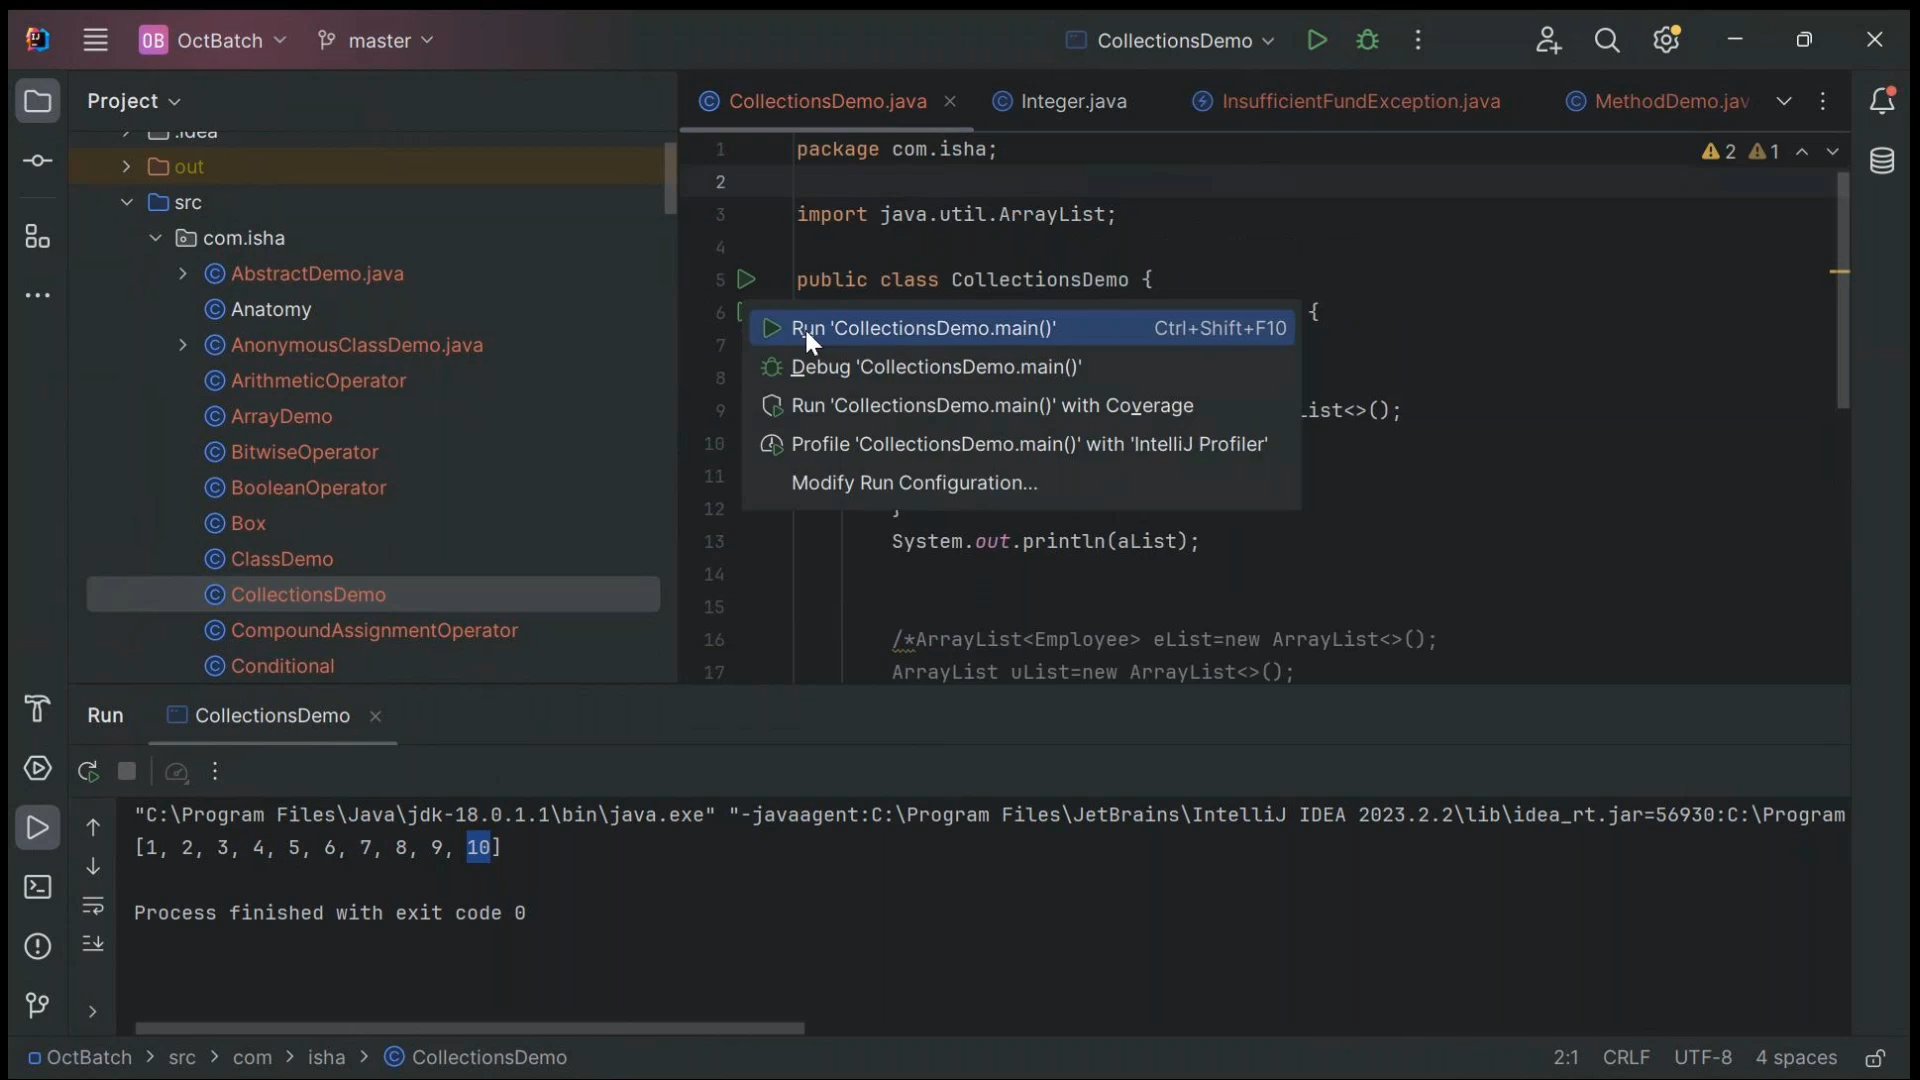 OB OctBatch master CollectionsDemo
Project
CollectionsDemo.java Integer.java InsufficientFundException.java MethodDemo.jav
.idea
out
src
com.isha
AbstractDemo.java
Anatomy
AnonymousClassDemo.java
ArithmeticOperator
ArrayDemo
BitwiseOperator
BooleanOperator
Box
ClassDemo
CollectionsDemo
CompoundAssignmentOperator
Conditional
1 package com.isha;
2 1
2
3 import java.util.ArrayList;
4
5 public class CollectionsDemo {
6 {
7
8
9 List<>();
10
11
12 }
13 System.out.println(aList);
14
15
16 /*ArrayList<Employee> eList=new ArrayList<>();
17 ArrayList uList=new ArrayList<>();
Run 'CollectionsDemo.main()' Ctrl+Shift+F10
Debug 'CollectionsDemo.main()'
Run 'CollectionsDemo.main()' with Coverage
Profile 'CollectionsDemo.main()' with 'IntelliJ Profiler'
Modify Run Configuration...
Run CollectionsDemo
"C:\Program Files\Java\jdk-18.0.1.1\bin\java.exe" "-javaagent:C:\Program Files\JetBrains\IntelliJ IDEA 2023.2.2\lib\idea_rt.jar=56930:C:\Program
[1, 2, 3, 4, 5, 6, 7, 8, 9, 10]
Process finished with exit code 0
OctBatch > src > com > isha > CollectionsDemo
2:1 CRLF UTF-8 4 spaces